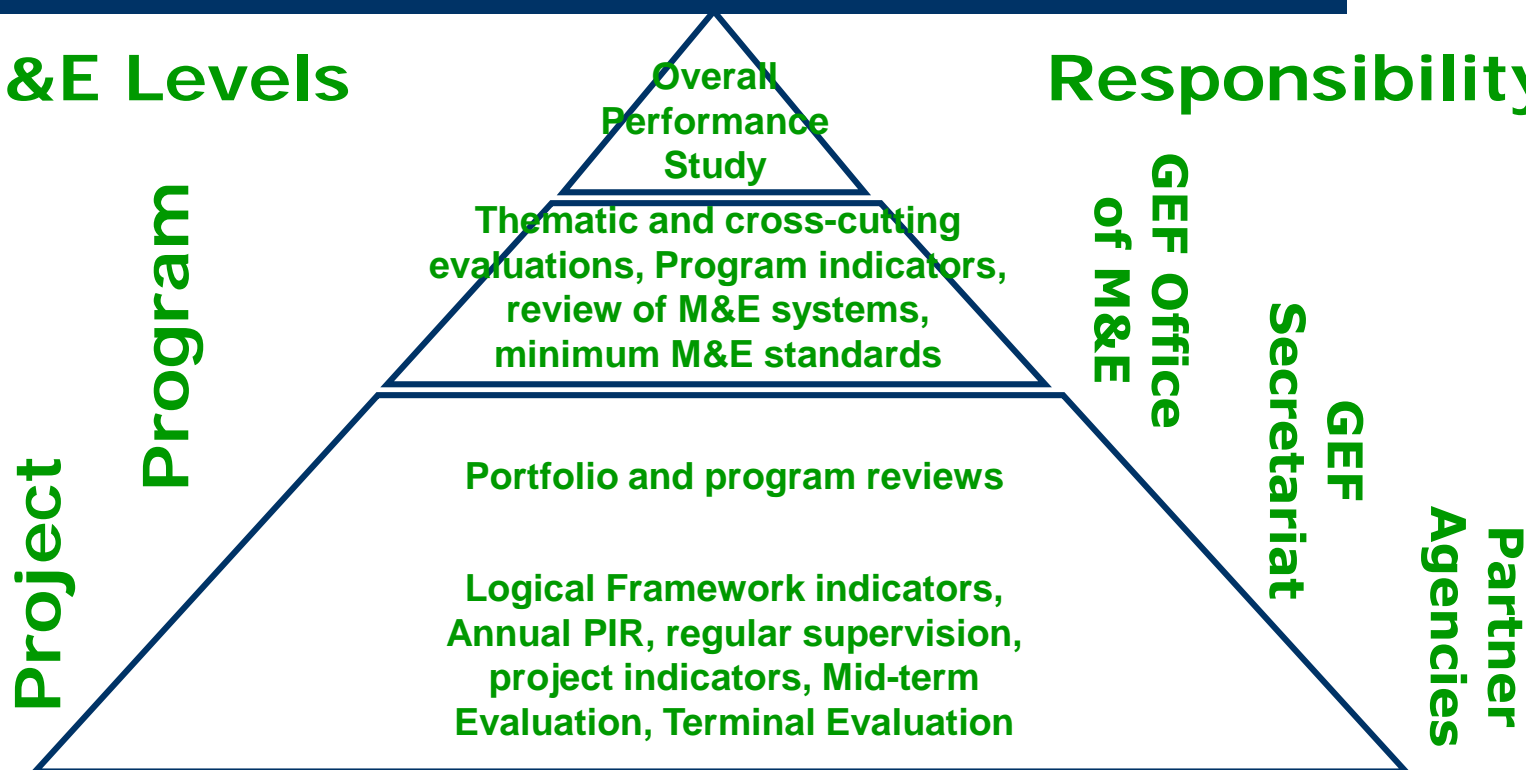 &E Levels
Responsibility
Overall
Performance
Study
Thematic and cross-cutting
evaluations, Program indicators,
review of M&E systems,
minimum M&E standards
Portfolio and program reviews
Logical Framework indicators,
Annual PIR, regular supervision,
project indicators, Mid-term
Evaluation, Terminal Evaluation
Project
Program
GEF Office
of M&E
GEF
Secretariat
Partner
Agencies